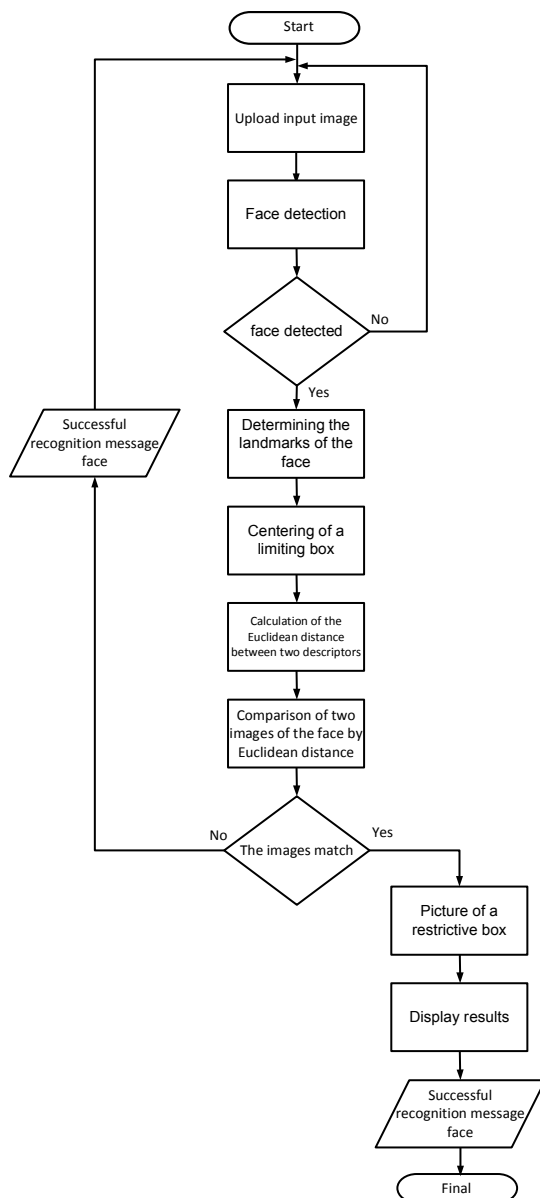 Start
Upload input image
Face detection
face detected
No
Yes
Determining the
landmarks of the
face
Successful
recognition message
face
Centering of a
limiting box
Calculation of the
Euclidean distance
between two descriptors
Comparison of two
images of the face by
Euclidean distance
The images match
No
Yes
Picture of a
restrictive box
Display results
Successful
recognition message
face
Final